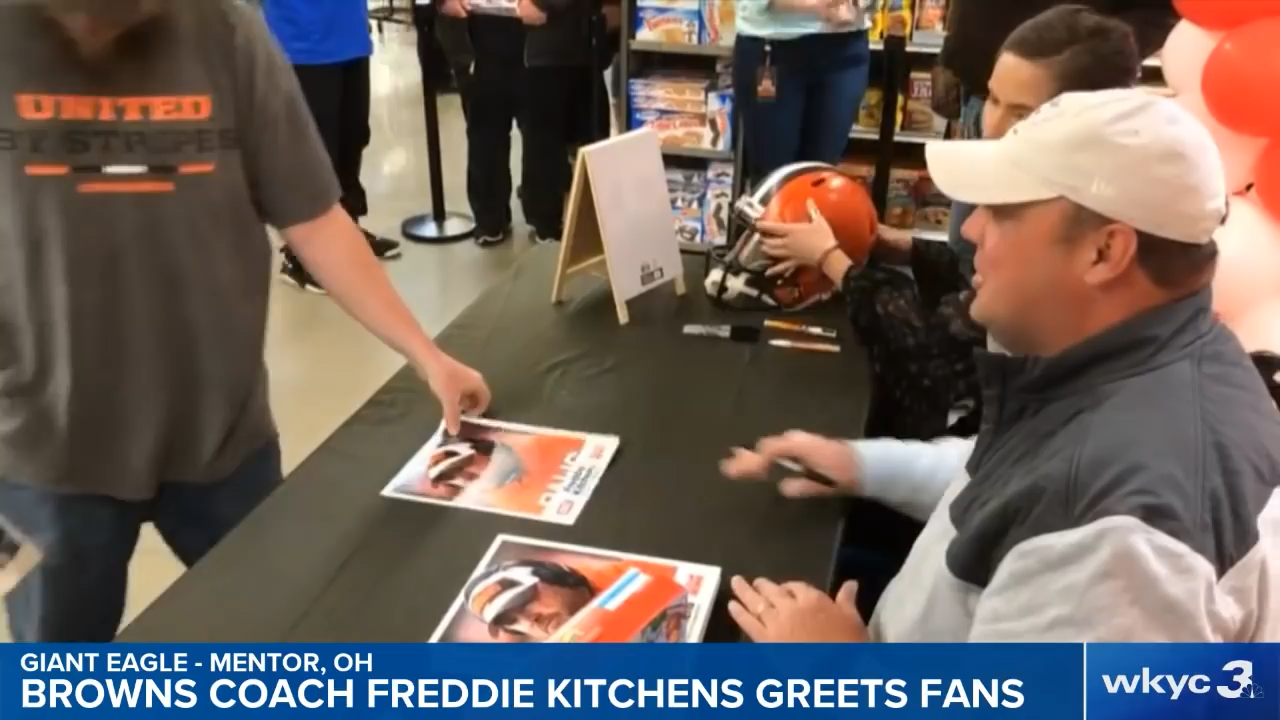 UNITED
BY STRIPES
GIANT EAGLE - MENTOR, OH
BROWNS COACH FREDDIE KITCHENS GREETS FANS
wkyc 3